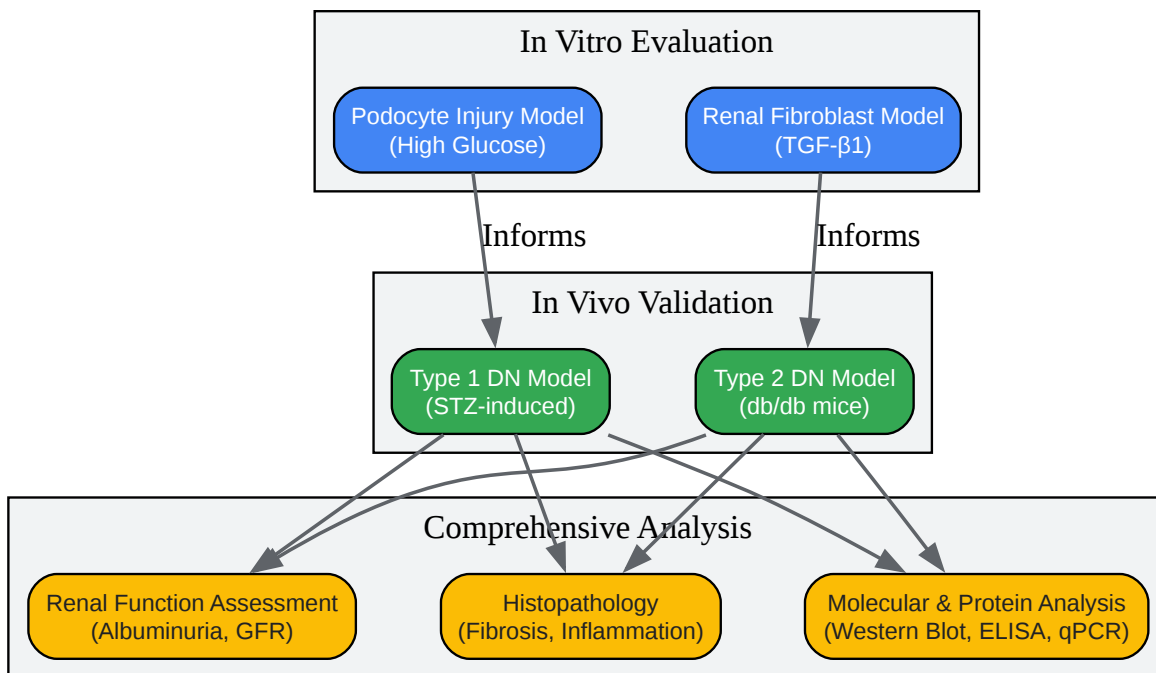 In Vitro Evaluation
Podocyte Injury Model
(High Glucose)
Renal Fibroblast Model
(TGF-β1)
Informs
Informs
In Vivo Validation
Type 1 DN Model
(STZ-induced)
Type 2 DN Model
(db/db mice)
Comprehensive Analysis
Renal Function Assessment
(Albuminuria, GFR)
Histopathology
(Fibrosis, Inflammation)
Molecular & Protein Analysis
(Western Blot, ELISA, qPCR)